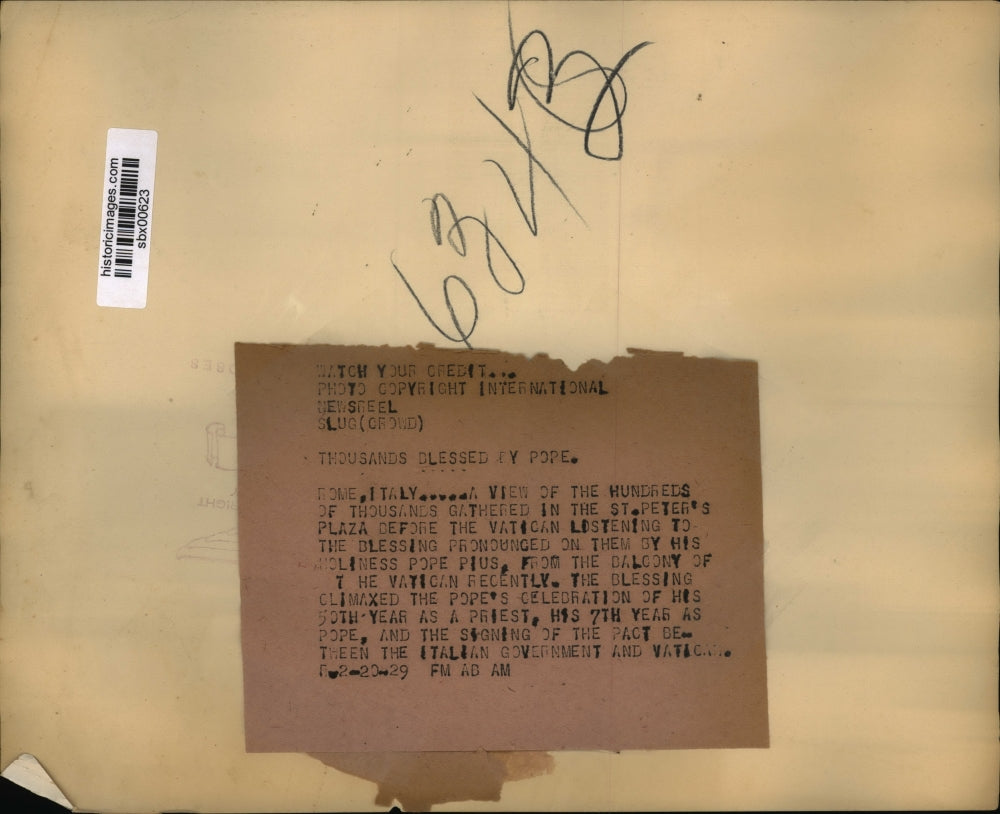 historicimages.com
sbx00623
WATCH YOUR CREDIT...
PHOTO COPYRIGHT INTERNATIONAL
NEWSREEL
SLUG(CROWD)
THOUSANDS BLESSED BY POPE.
ROME,ITALY......A VIEW OF THE HUNDREDS
OF THOUSANDS GATHERED IN THE ST.PETER'S
PLAZA BEFORE THE VATICAN LISTENING TO
THE BLESSING PRONOUNCED ON THEM BY HIS
HOLINESS POPE PIUS, FROM THE BALCONY OF
T HE VATICAN RECENTLY. THE BLESSING
CLIMAXED THE POPE'S CELEBRATION OF HIS
50TH YEAR AS A PRIEST, HIS 7TH YEAR AS
POPE, AND THE SIGNING OF THE PACT BE-
TWEEN THE ITALIAN GOVERNMENT AND VATICAN.
2-20-29 FM AB AM